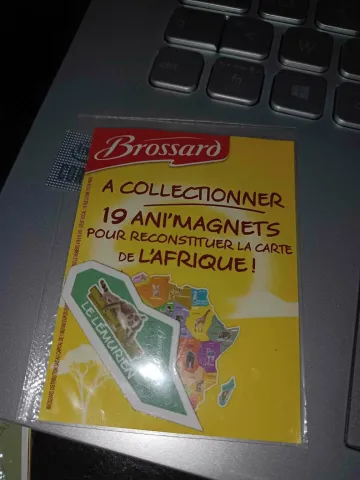 Brossard
A COLLECTIONNER
19 ANI'MAGNETS
POUR RECONSTITUER LA CARTE
DE L'AFRIQUE !
LE LÉMURIEN